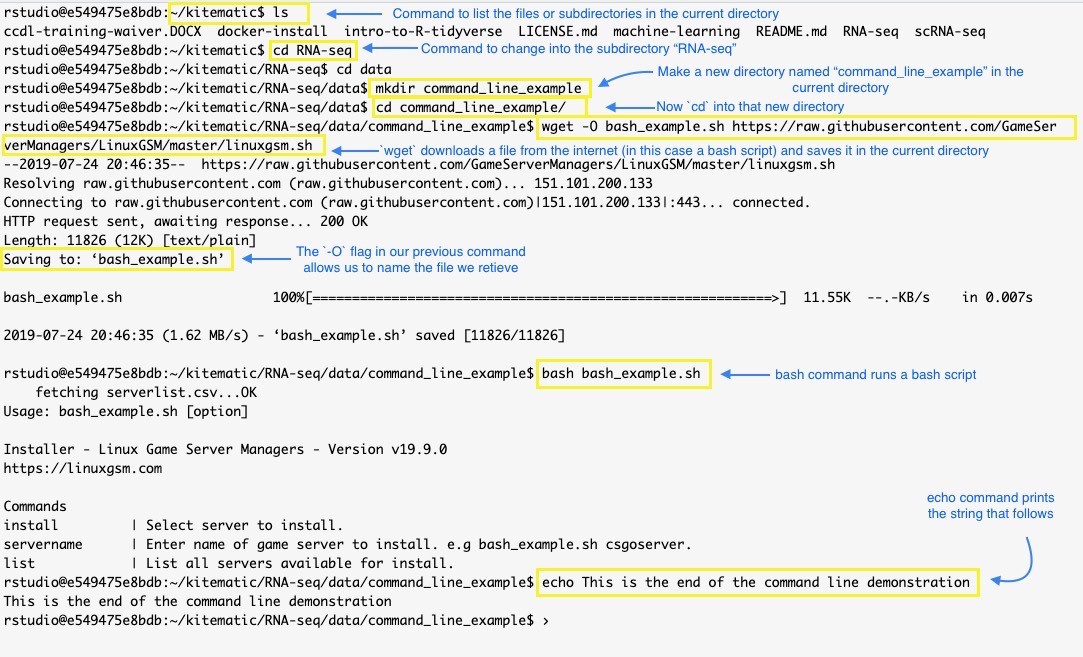 rstudio@e549475e8bdb:~/kitematic$ ls
Command to list the files or subdirectories in the current directory
ccdl-training-waiver.DOCX  docker-install  intro-to-R-tidyverse  LICENSE.md  machine-learning  README.md  RNA-seq  scRNA-seq
rstudio@e549475e8bdb:~/kitematic$ cd RNA-seq
Command to change into the subdirectory “RNA-seq”
rstudio@e549475e8bdb:~/kitematic/RNA-seq$ cd data
rstudio@e549475e8bdb:~/kitematic/RNA-seq/data$ mkdir command_line_example
Make a new directory named “command_line_example” in the
current directory
rstudio@e549475e8bdb:~/kitematic/RNA-seq/data$ cd command_line_example/
Now `cd` into that new directory
rstudio@e549475e8bdb:~/kitematic/RNA-seq/data/command_line_example$ wget -O bash_example.sh https://raw.githubusercontent.com/GameSer
verManagers/LinuxGSM/master/linuxgsm.sh
`wget` downloads a file from the internet (in this case a bash script) and saves it in the current directory
--2019-07-24 20:46:35--  https://raw.githubusercontent.com/GameServerManagers/LinuxGSM/master/linuxgsm.sh
Resolving raw.githubusercontent.com (raw.githubusercontent.com)... 151.101.200.133
Connecting to raw.githubusercontent.com (raw.githubusercontent.com)|151.101.200.133|:443... connected.
HTTP request sent, awaiting response... 200 OK
Length: 11826 (12K) [text/plain]
Saving to: ‘bash_example.sh’
The `-O` flag in our previous command
allows us to name the file we retieve
bash_example.sh                   100%[==========================================================>]  11.55K  --.-KB/s    in 0.007s
2019-07-24 20:46:35 (1.62 MB/s) - ‘bash_example.sh’ saved [11826/11826]
rstudio@e549475e8bdb:~/kitematic/RNA-seq/data/command_line_example$ bash bash_example.sh
bash command runs a bash script
fetching serverlist.csv...OK
Usage: bash_example.sh [option]
Installer - Linux Game Server Managers - Version v19.9.0
https://linuxgsm.com
Commands
install         | Select server to install.
servername      | Enter name of game server to install. e.g bash_example.sh csgoserver.
list            | List all servers available for install.
echo command prints
the string that follows
rstudio@e549475e8bdb:~/kitematic/RNA-seq/data/command_line_example$ echo This is the end of the command line demonstration
This is the end of the command line demonstration
rstudio@e549475e8bdb:~/kitematic/RNA-seq/data/command_line_example$ ›